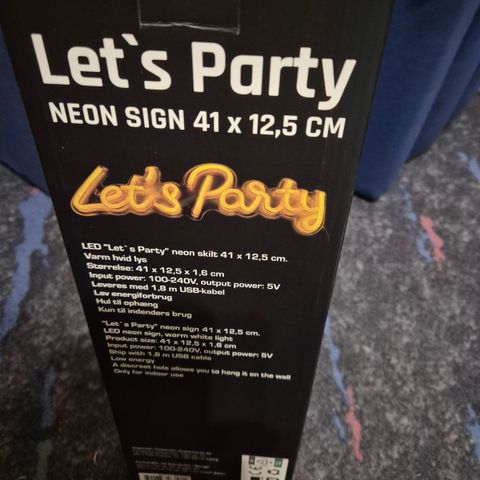 Let`s Party
NEON SIGN 41 x 12,5 CM
Let's Party
LED "Let`s Party" neon skilt 41 x 12,5 cm.
Varm hvid lys
Størrelse: 41 x 12,5 x 1,6 cm
Input power: 100-240V, output power: 5V
Leveres med 1,8 m USB-kabel
Lav energiforbrug
Hul til ophæng
Kun til indendørs brug
"Let`s Party" neon sign 41 x 12,5 cm.
LED neon sign, warm white light
Product size: 41 x 12,5 x 1,6 cm
Input power: 100-240V, output power: 5V
Ship with 1,8 m USB cable
Low energy
A discreet hole allows you to hang it on the wall
Only for indoor use